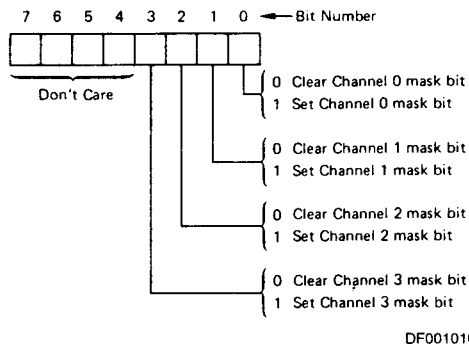 7 6 5 4 3 2 1 0 Bit Number
Don't Care
0 Clear Channel 0 mask bit
1 Set Channel 0 mask bit
0 Clear Channel 1 mask bit
1 Set Channel 1 mask bit
0 Clear Channel 2 mask bit
1 Set Channel 2 mask bit
0 Clear Channel 3 mask bit
1 Set Channel 3 mask bit
DF00101